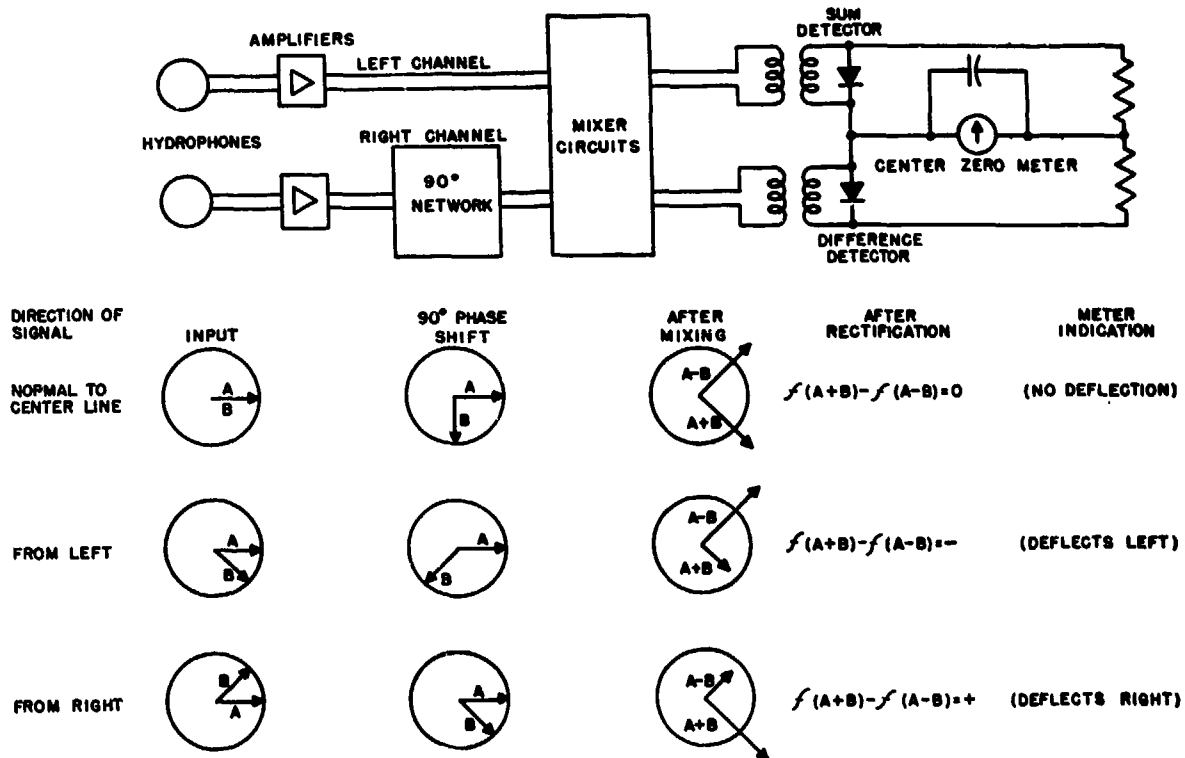 SUM
DETECTOR
AMPLIFIERS
LEFT CHANNEL
HYDROPHONES
RIGHT CHANNEL
MIXER
CIRCUITS
90°
NETWORK
CENTER ZERO METER
DIFFERENCE
DETECTOR
DIRECTION OF
SIGNAL
INPUT
90° PHASE
SHIFT
AFTER
MIXING
AFTER
RECTIFICATION
METER
INDICATION
NORMAL TO
CENTER LINE
A
B
A
B
A-B
A+B
f(A+B)-f(A-B)=0
(NO DEFLECTION)
FROM LEFT
A
B
A
B
A-B
A+B
f(A+B)-f(A-B)=-
(DEFLECTS LEFT)
FROM RIGHT
B
A
A
B
A-B
A+B
f(A+B)-f(A-B)=+
(DEFLECTS RIGHT)